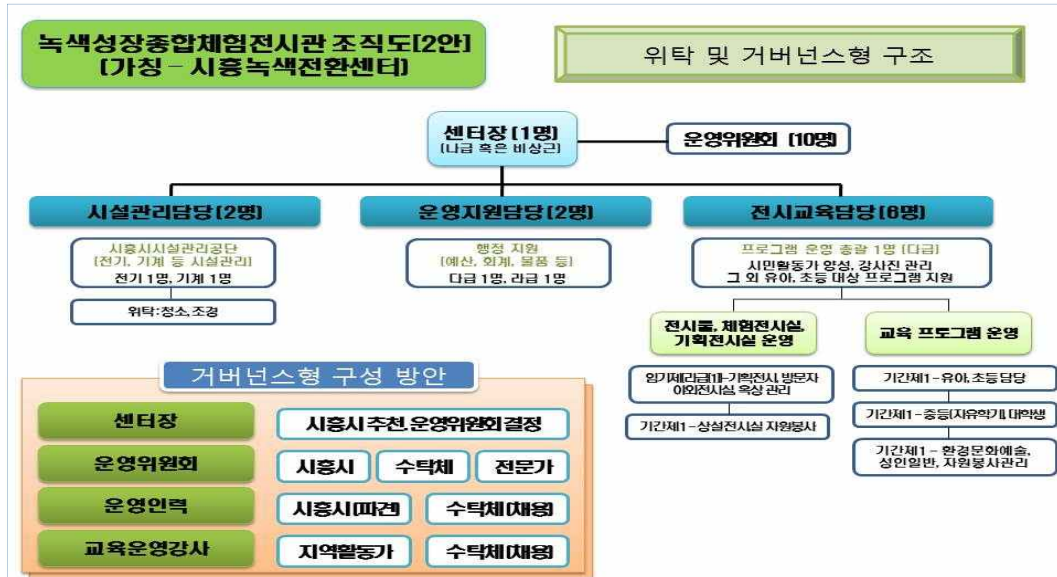 녹색성장종합체험전시관 조직도[2안]
(가칭 – 시흥녹색전환센터)
위탁 및 거버넌스형 구조
센터장 (1명)
(나급 혹은 비상근)
운영위원회 (10명)
시설관리담당(2명)
운영지원담당(2명)
전시교육담당(6명)
시흥시시설관리공단
(전기, 기계 등 시설관리)
전기 1명, 기계 1명
위탁:청소,조경
행정 지원
(예산, 회계, 물품 등)
다급 1명, 라급 1명
프로그램 운영 총괄 1명 (다급)
시민활동가 양성, 강사진 관리
그 외 유아, 초등 대상 프로그램 지원
전시물, 체험전시실,
기획전시실 운영
교육 프로그램 운영
임기제(라급)1)–기획전시, 방문자
야외전시실, 옥상 관리
기간제1–상설전시실 자원봉사
기간제1–유아, 초등담당
기간제1–중등(자유학기), 대학생
기간제1–환경문화예술,
성인일반, 자원봉사관리
거버넌스형 구성 방안
센터장
시흥시 추천, 운영위원회 결정
운영위원회
시흥시
수탁체
전문가
운영인력
시흥시(파견)
수탁체(채용)
교육운영강사
지역활동가
수탁체(채용)